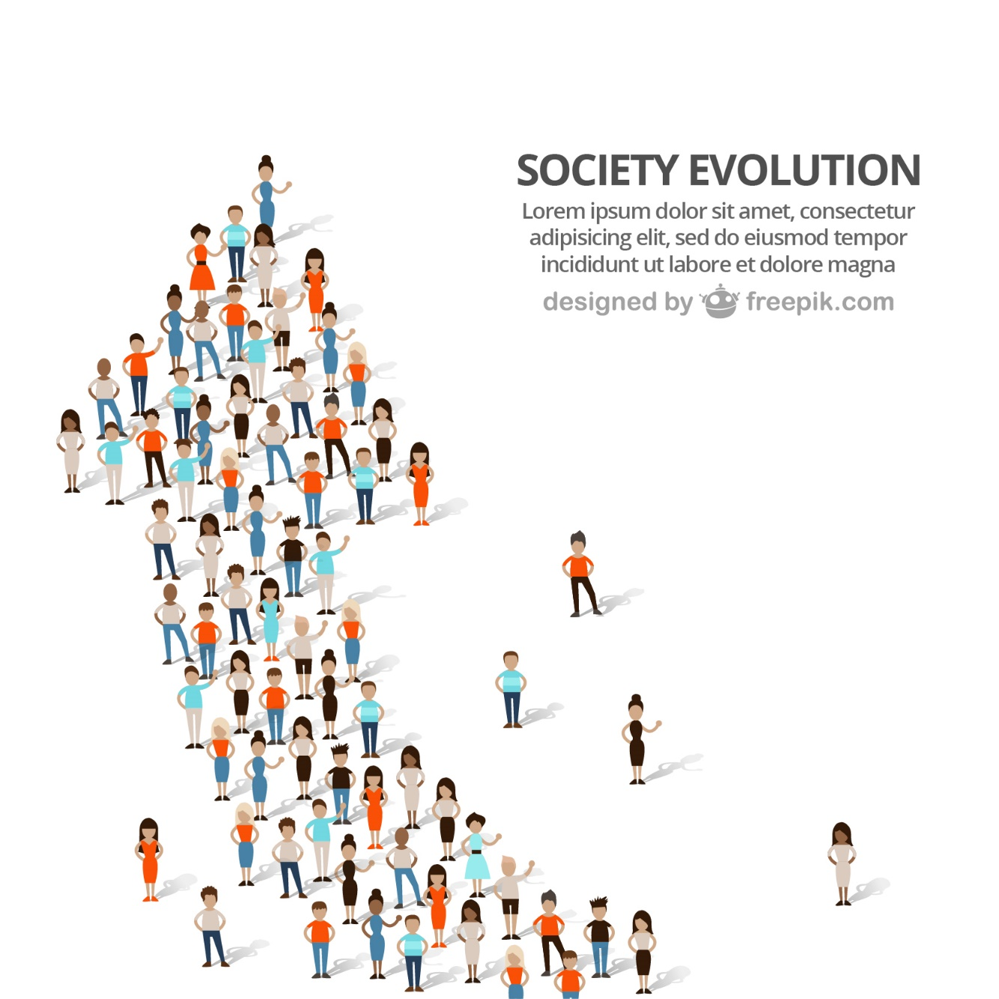 SOCIETY EVOLUTION
Lorem ipsum dolor sit amet, consectetur
adipisicing elit, sed do eiusmod tempor
incididunt ut labore et dolore magna
designed by freepik.com